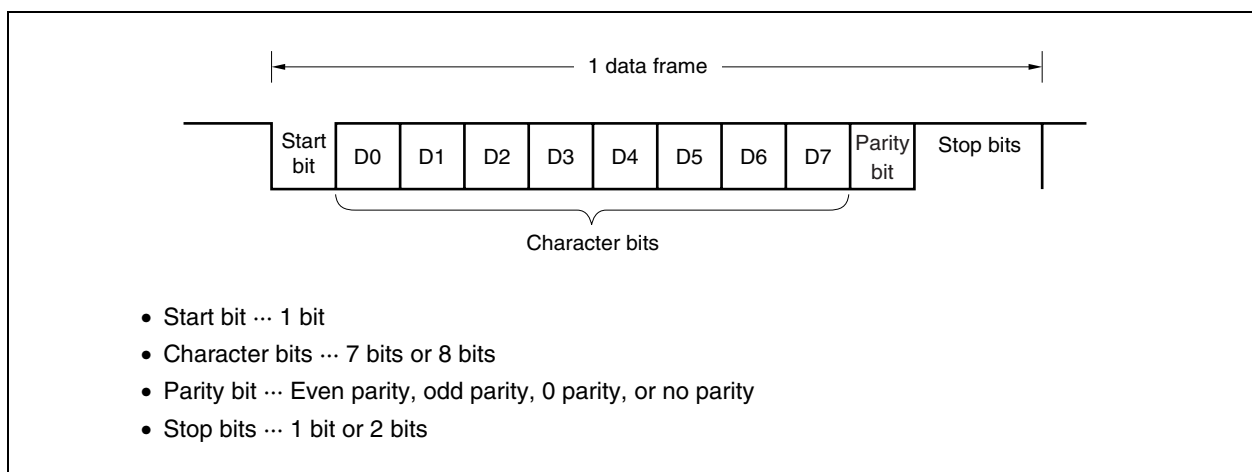 1 data frame
Start bit D0 D1 D2 D3 D4 D5 D6 D7 Parity bit Stop bits
Character bits
• Start bit ··· 1 bit
• Character bits ··· 7 bits or 8 bits
• Parity bit ··· Even parity, odd parity, 0 parity, or no parity
• Stop bits ··· 1 bit or 2 bits